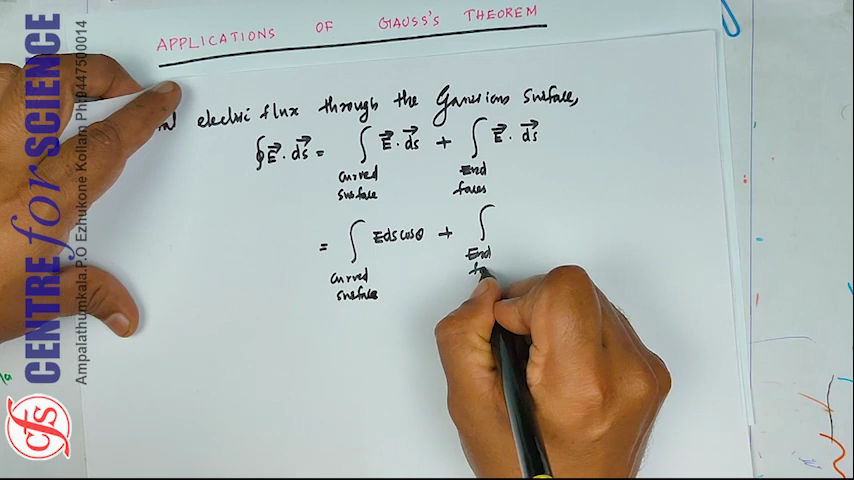 APPLICATIONS OF GAUSS'S THEOREM
electric flux through the Gaussian surface,
∮E⃗. ds⃗ = ∫ E⃗. ds⃗ + ∫ E⃗. ds⃗
curved surface End faces
= ∫ Eds cosθ + ∫
curved surface End
CENTRE for SCIENCE
Ampalathumkala.P.O Ezhukone Kollam Ph:9447500014
cfs